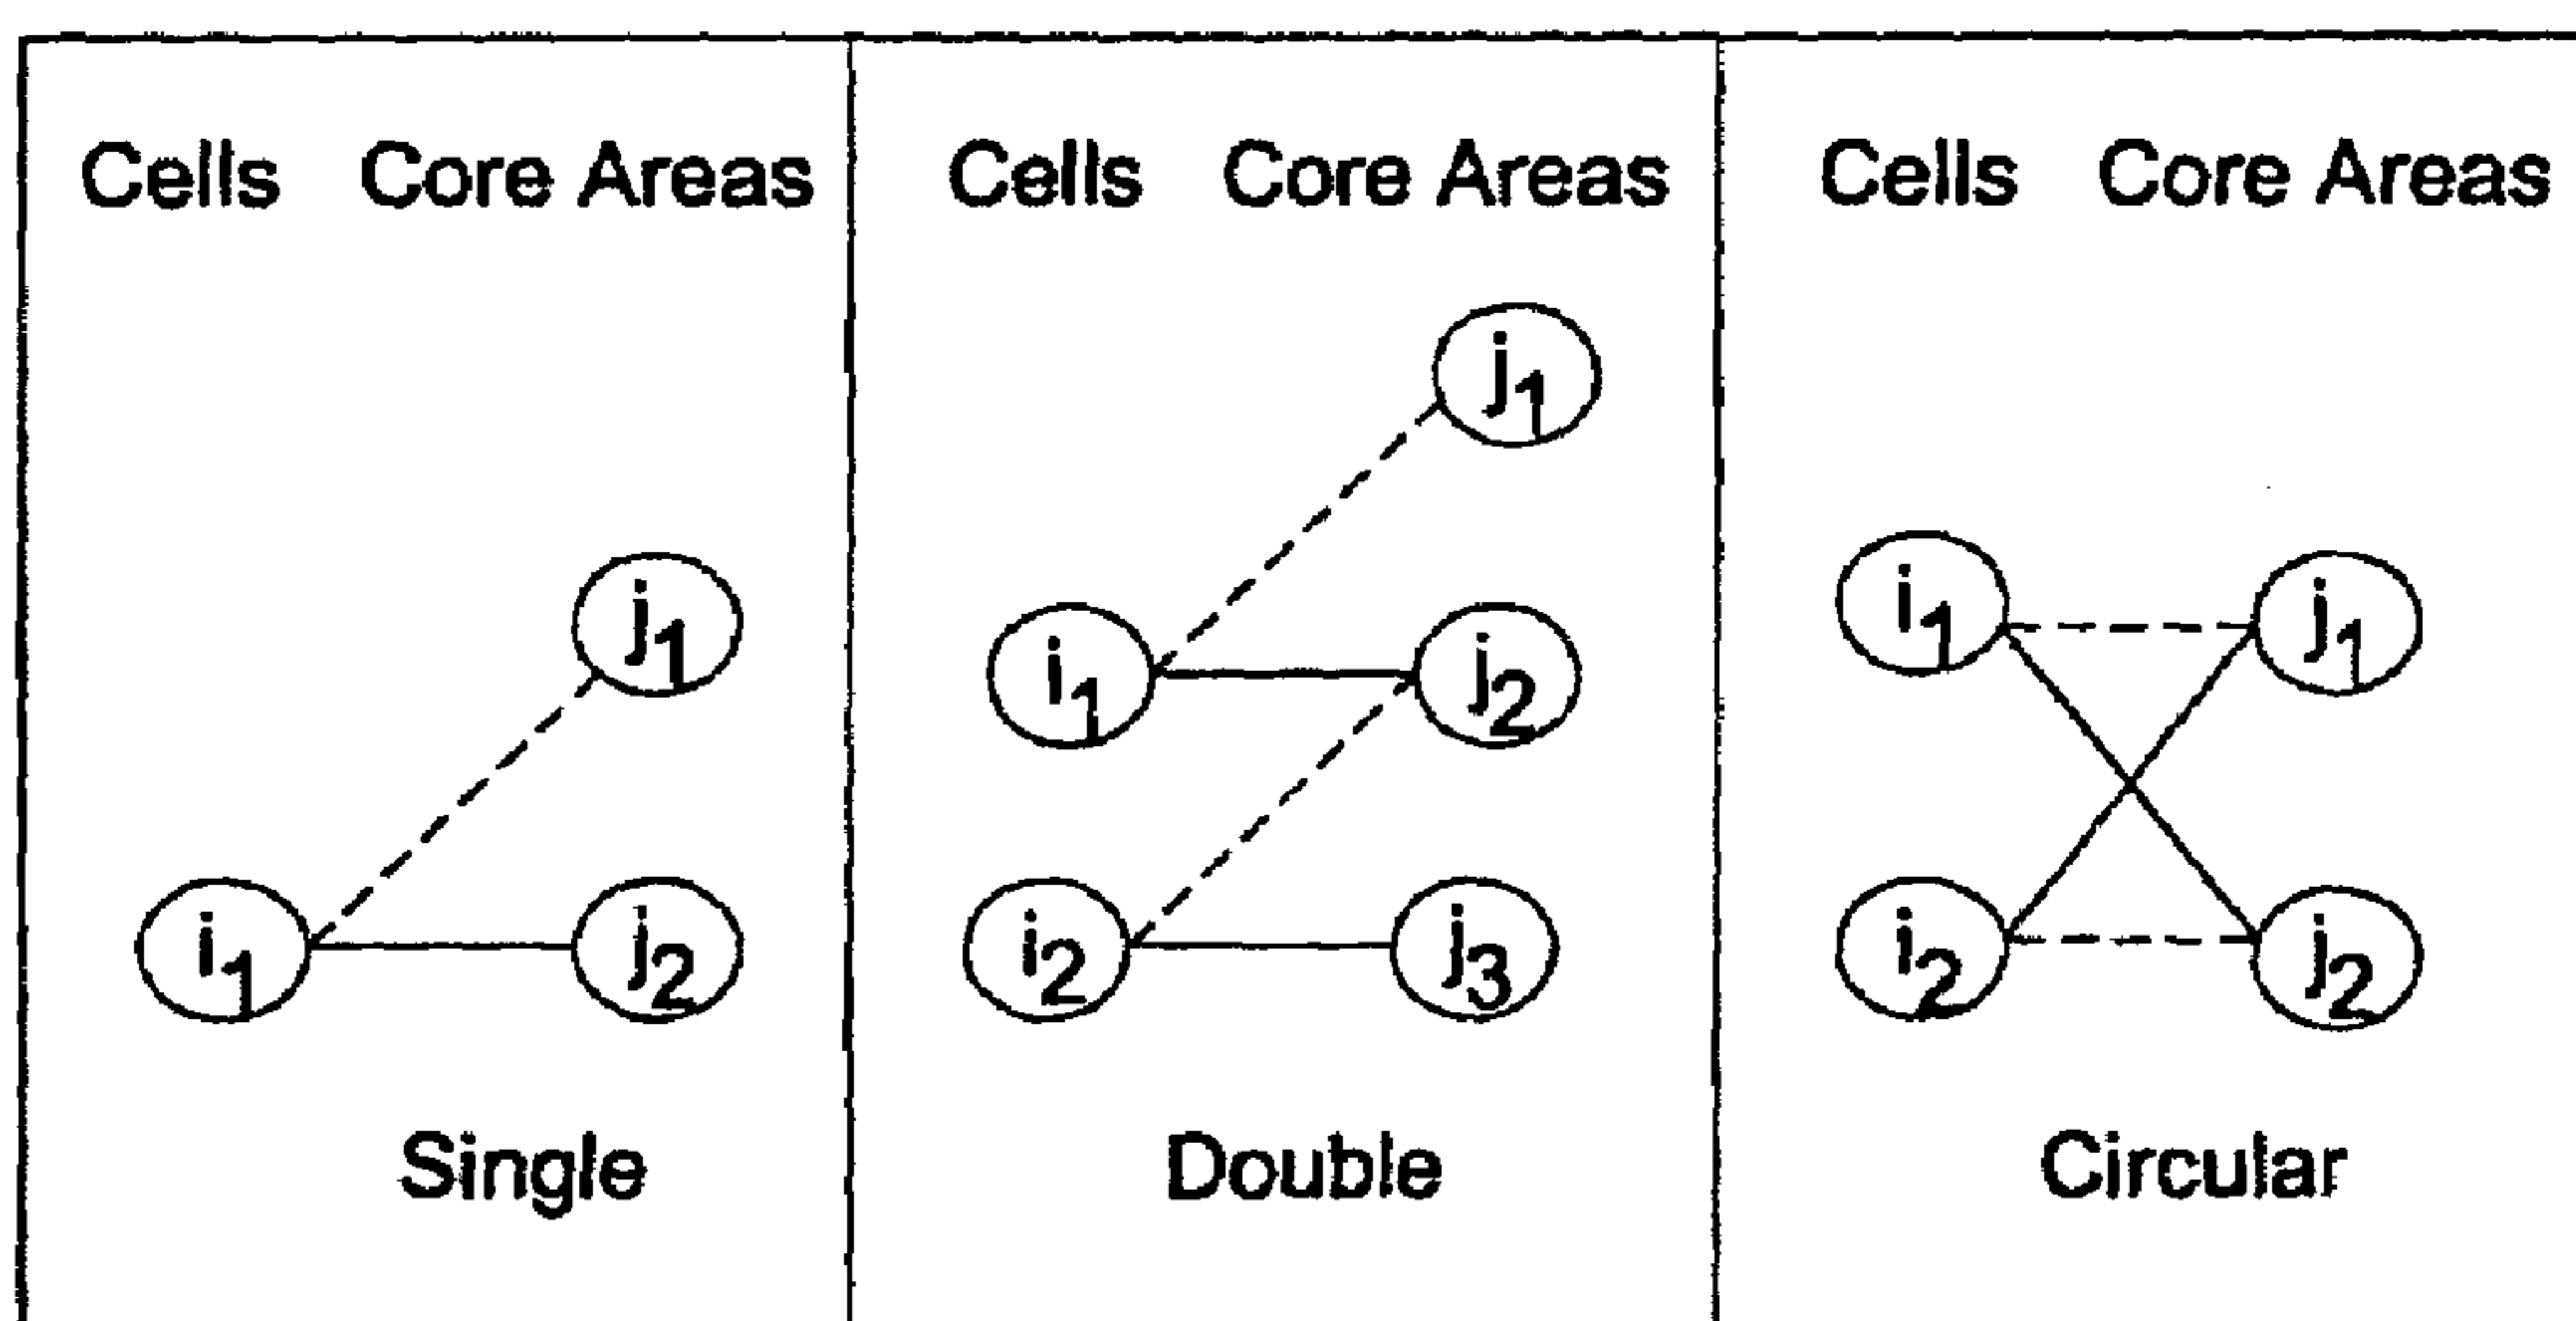 Cells Core Areas
j1
i1 j2
Single
Cells Core Areas
j1
i1 j2
i2 j3
Double
Cells Core Areas
i1 j1
i2 j2
Circular